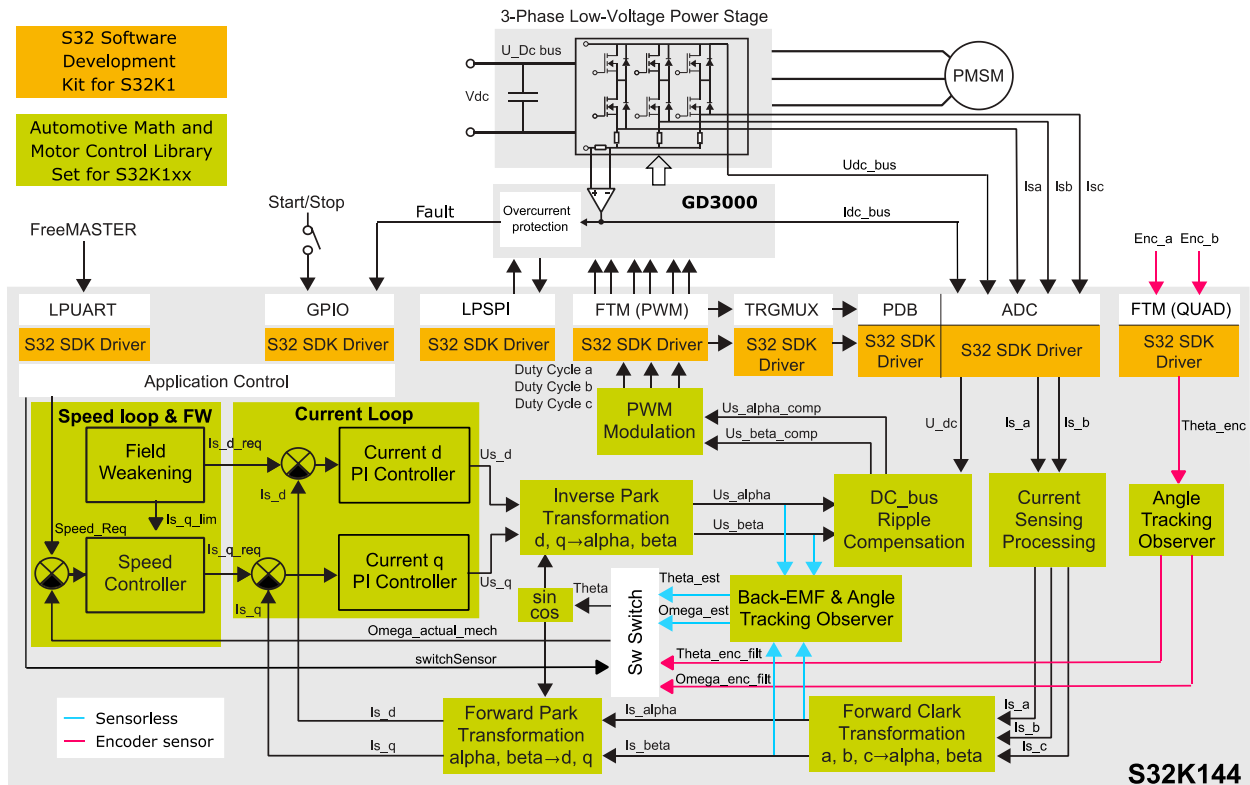 3-Phase Low-Voltage Power Stage
S32 Software
Development
Kit for S32K1
Automotive Math and
Motor Control Library
Set for S32K1xx
U_Dc bus
Vdc
PMSM
Udc_bus
Isa
Isb
Isc
GD3000
Overcurrent
protection
Idc_bus
Fault
Start/Stop
FreeMASTER
Enc_a
Enc_b
LPUART
GPIO
LPSPI
FTM (PWM)
TRGMUX
PDB
ADC
FTM (QUAD)
S32 SDK Driver
S32 SDK Driver
S32 SDK Driver
S32 SDK Driver
S32 SDK
Driver
S32 SDK
Driver
S32 SDK Driver
S32 SDK
Driver
Application Control
Duty Cycle a
Duty Cycle b
Duty Cycle c
PWM
Modulation
Us_alpha_comp
Us_beta_comp
U_dc
Is_a
Is_b
Theta_enc
Speed loop & FW
Current Loop
Field
Weakening
Is_d_req
Is_d
Current d
PI Controller
Us_d
Is_q_lim
Speed_Req
Speed
Controller
Is_q_req
Is_q
Current q
PI Controller
Us_q
Inverse Park
Transformation
d, q→alpha, beta
Us_alpha
Us_beta
DC_bus
Ripple
Compensation
Current
Sensing
Processing
Angle
Tracking
Observer
sin
cos
Theta
Sw Switch
Theta_est
Omega_est
Back-EMF & Angle
Tracking Observer
Omega_actual_mech
switchSensor
Theta_enc_filt
Omega_enc_filt
Sensorless
Encoder sensor
Is_d
Is_q
Forward Park
Transformation
alpha, beta→d, q
Is_alpha
Is_beta
Forward Clark
Transformation
a, b, c→alpha, beta
Is_a
Is_b
Is_c
S32K144